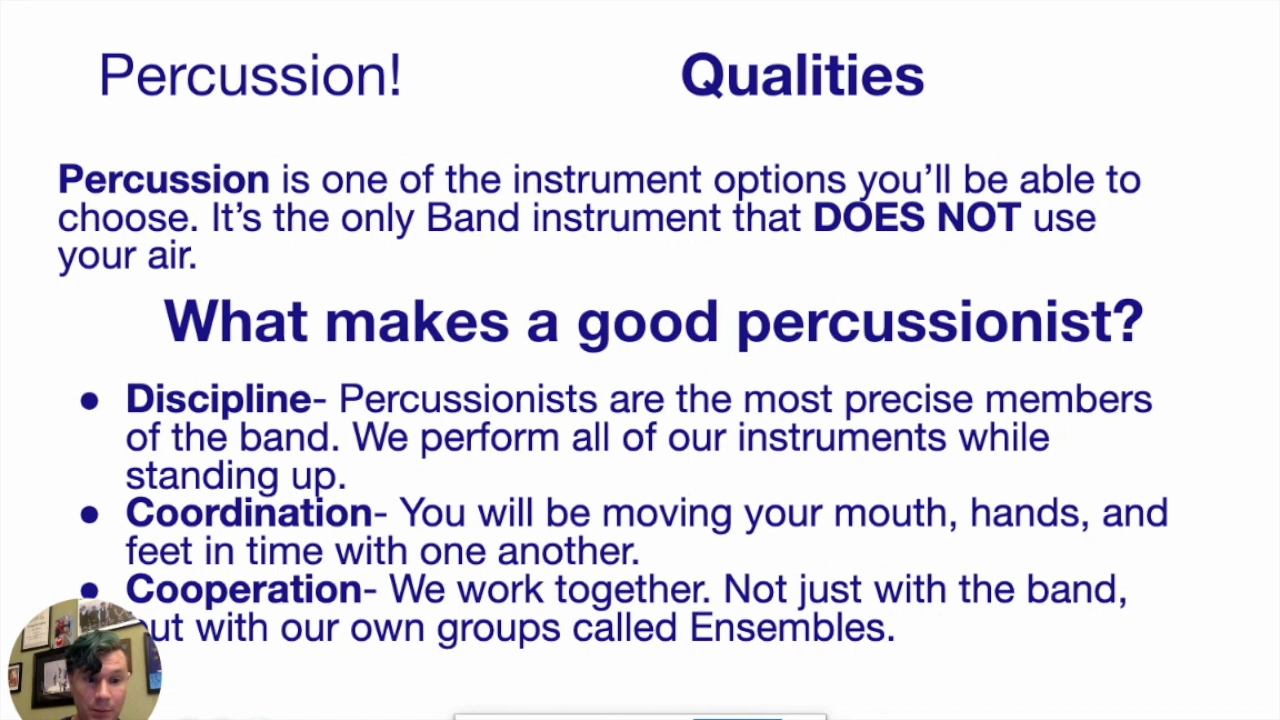 Percussion!
Qualities
Percussion is one of the instrument options you’ll be able to
choose. It’s the only Band instrument that DOES NOT use
your air.
What makes a good percussionist?
● Discipline- Percussionists are the most precise members
of the band. We perform all of our instruments while
standing up.
● Coordination- You will be moving your mouth, hands, and
feet in time with one another.
● Cooperation- We work together. Not just with the band,
with our own groups called Ensembles.